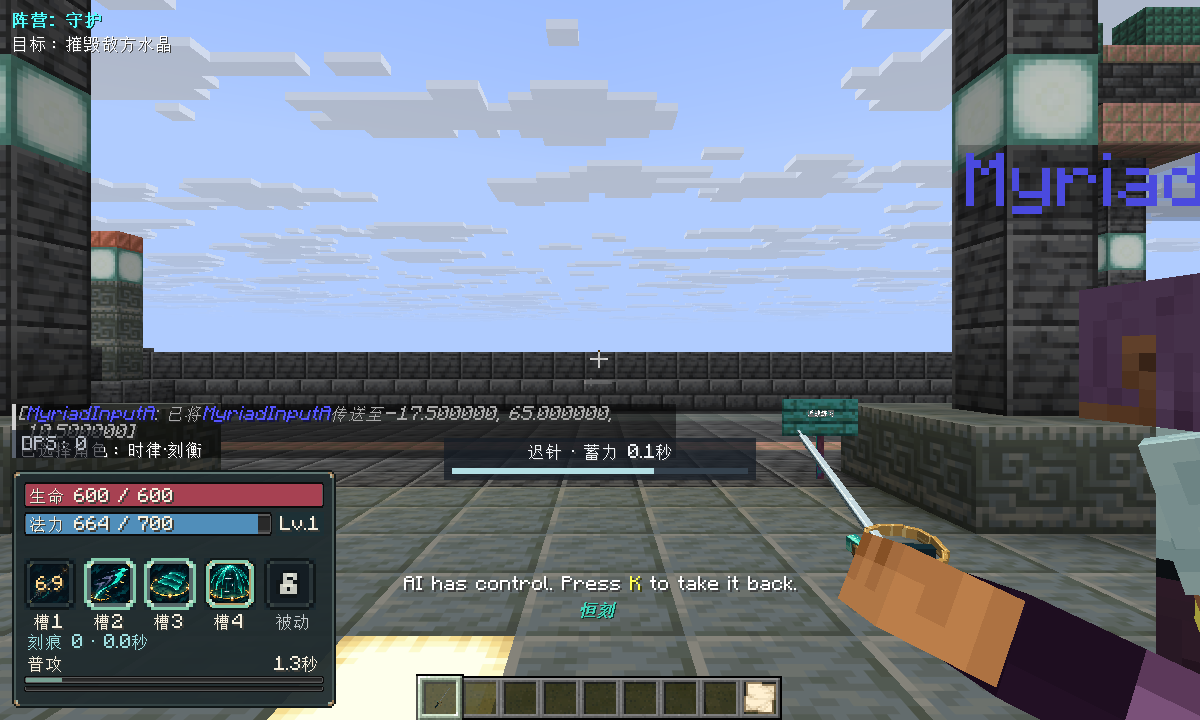 阵营: 守护
目标: 摧毁敌方水晶
Myriad
[MyriadInputA: 已将MyriadInputA传送至-17.500000, 65.000000,
10.500000]
DPS: 0
已选择角色: 时律·刻衡
迟针 · 蓄力 0.1秒
生命 600 / 600
法力 664 / 700 Lv.1
6.9
6
槽1 槽2 槽3 槽4 被动
刻痕 0 · 0.0秒
普攻 1.3秒
AI has control. Press K to take it back.
恒刻